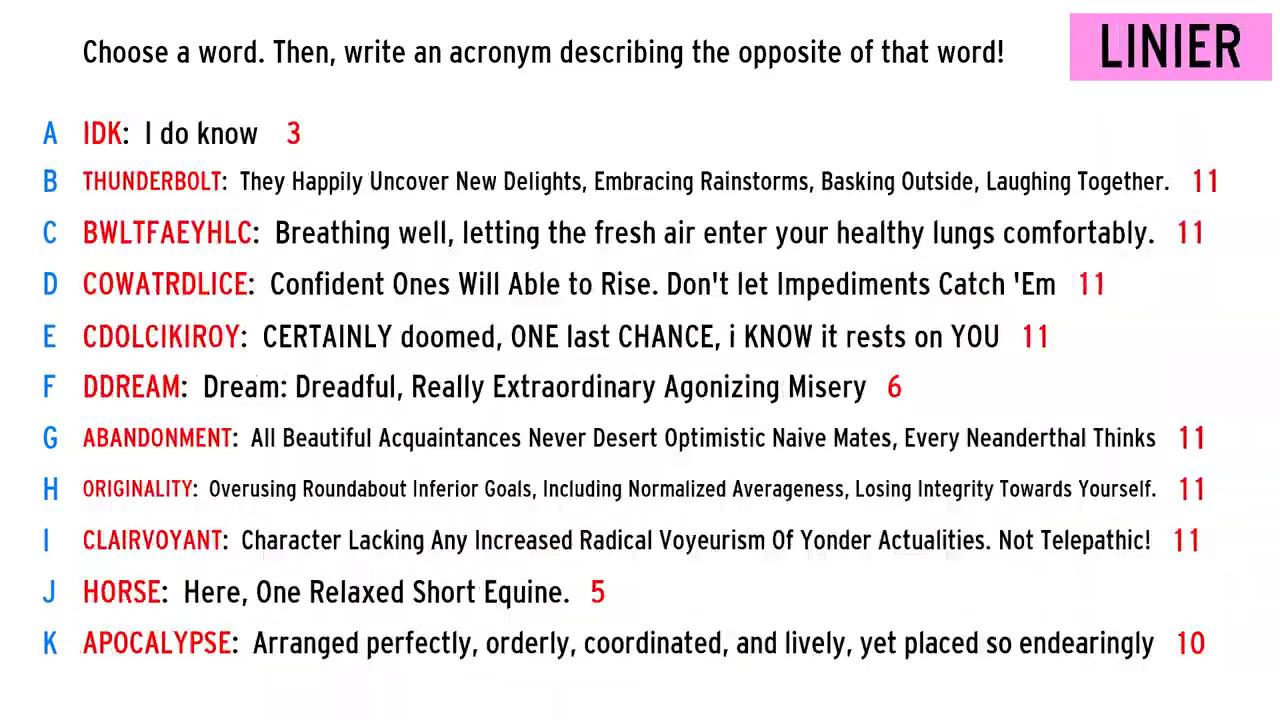 Choose a word. Then, write an acronym describing the opposite of that word!
LINIER
A IDK: I do know 3
B THUNDERBOLT: They Happily Uncover New Delights, Embracing Rainstorms, Basking Outside, Laughing Together. 11
C BWLTFAEYHLC: Breathing well, letting the fresh air enter your healthy lungs comfortably. 11
D COWATRDLICE: Confident Ones Will Able to Rise. Don't let Impediments Catch 'Em 11
E CDOLCIKIROY: CERTAINLY doomed, ONE last CHANCE, i KNOW it rests on YOU 11
F DDREAM: Dream: Dreadful, Really Extraordinary Agonizing Misery 6
G ABANDONMENT: All Beautiful Acquaintances Never Desert Optimistic Naive Mates, Every Neanderthal Thinks 11
H ORIGINALITY: Overusing Roundabout Inferior Goals, Including Normalized Averageness, Losing Integrity Towards Yourself. 11
I CLAIRVOYANT: Character Lacking Any Increased Radical Voyeurism Of Yonder Actualities. Not Telepathic! 11
J HORSE: Here, One Relaxed Short Equine. 5
K APOCALYPSE: Arranged perfectly, orderly, coordinated, and lively, yet placed so endearingly 10